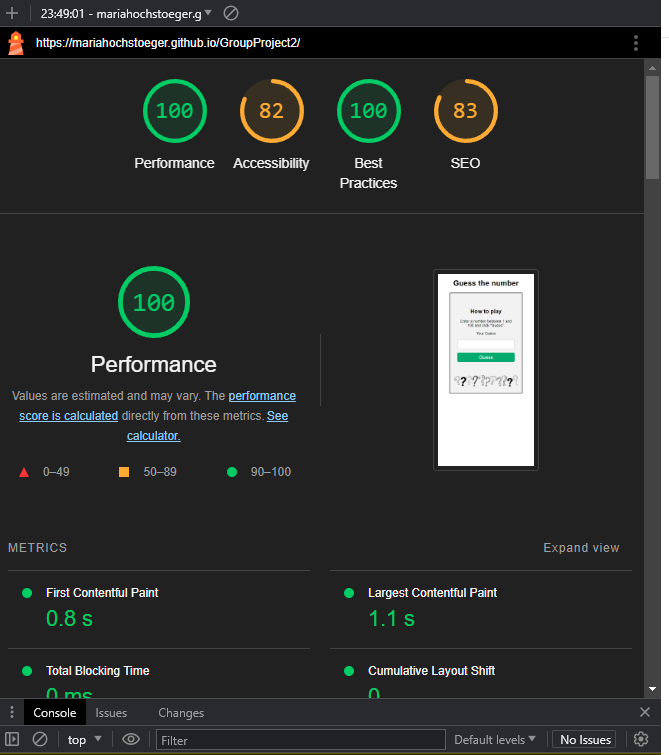 23:49:01 - mariahochstoeger.g
https://mariahochstoeger.github.io/GroupProject2/
100
82
100
83
Performance
Accessibility
Best
Practices
SEO
100
Performance
Values are estimated and may vary. The performance
score is calculated directly from these metrics. See
calculator.
0–49
50–89
90–100
Guess the number
How to play
Enter a number between 1 and
100 and click "Guess"
Your Guess
Guess
METRICS
Expand view
First Contentful Paint
0.8 s
Largest Contentful Paint
1.1 s
Total Blocking Time
0 ms
Cumulative Layout Shift
0
Console
Issues
Changes
top
Filter
Default levels
No Issues